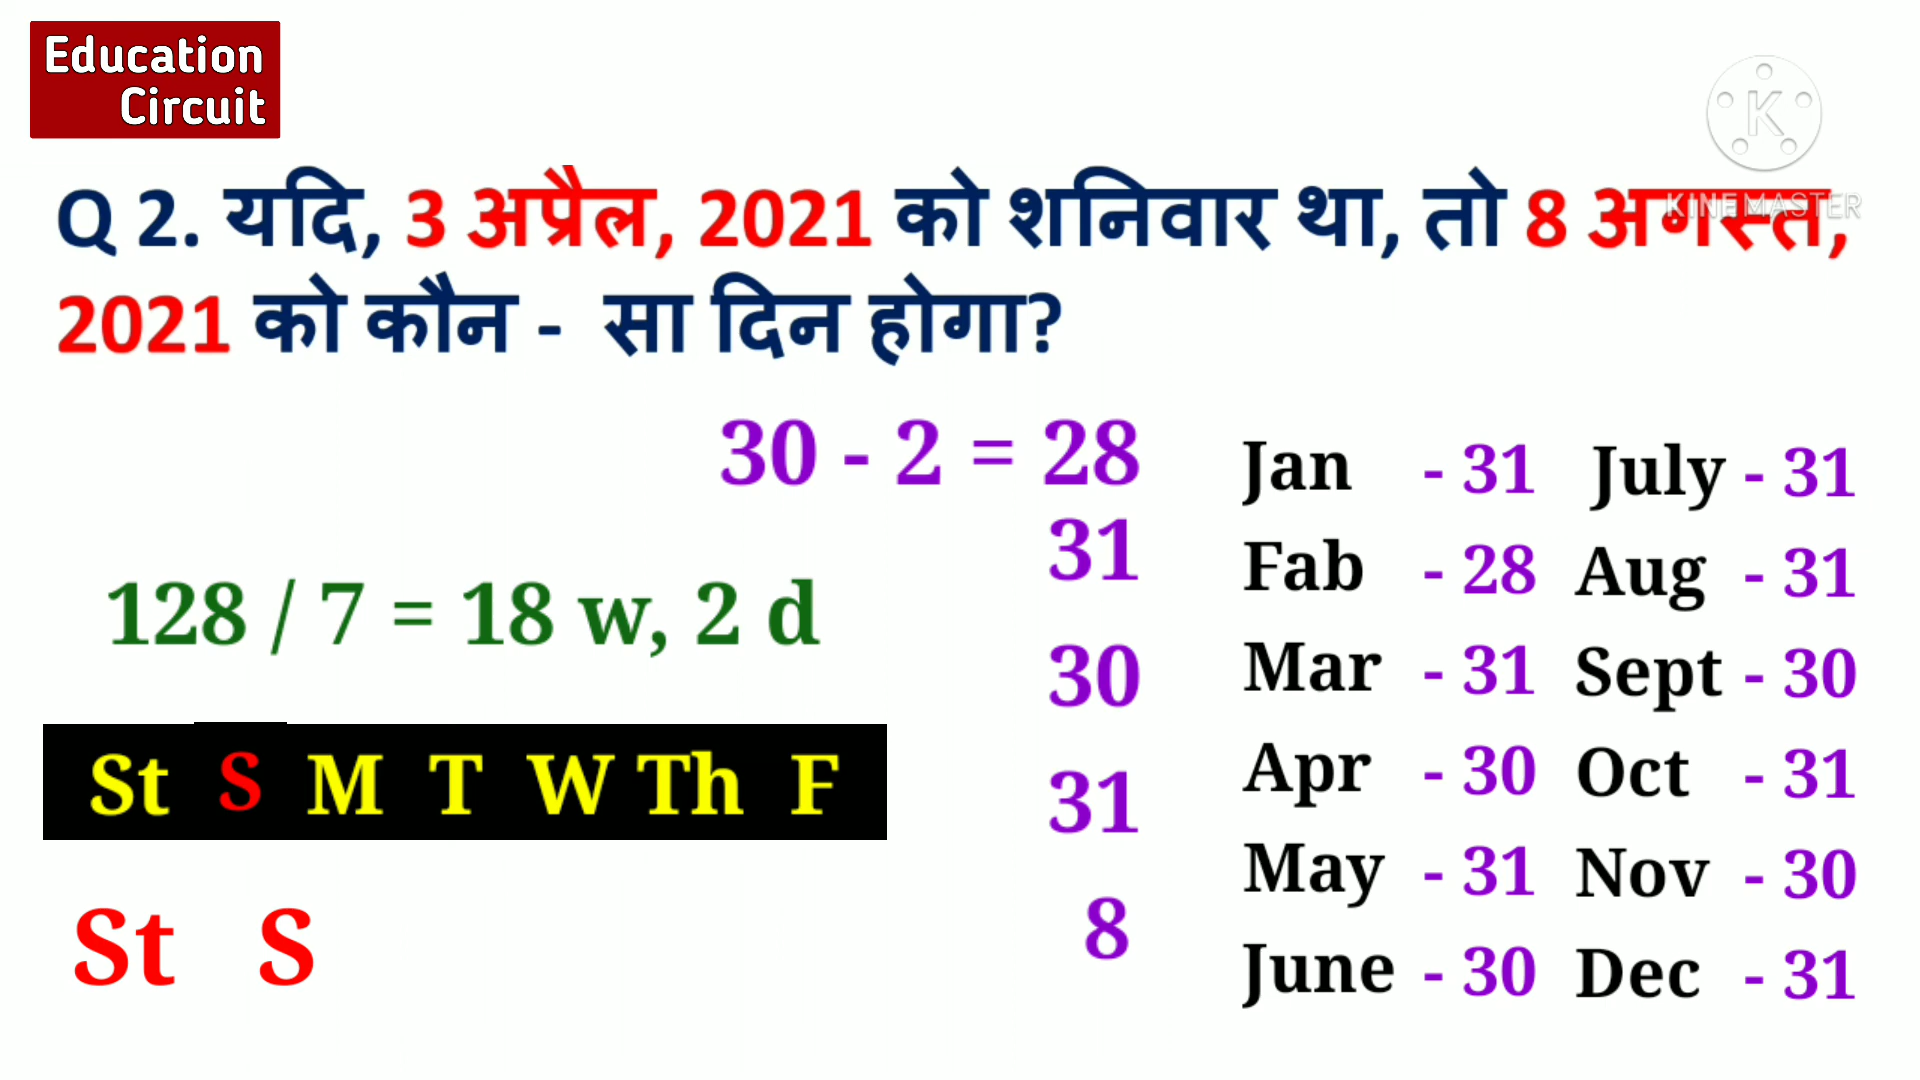 Education
Circuit
K
KINEMASTER
Q 2. यदि, 3 अप्रैल, 2021 को शनिवार था, तो 8 अगस्त,
2021 को कौन - सा दिन होगा?
30 - 2 = 28
31
30
31
8
128 / 7 = 18 w, 2 d
St S M T W Th F
St S
Jan - 31
Fab - 28
Mar - 31
Apr - 30
May - 31
June - 30
July - 31
Aug - 31
Sept - 30
Oct - 31
Nov - 30
Dec - 31